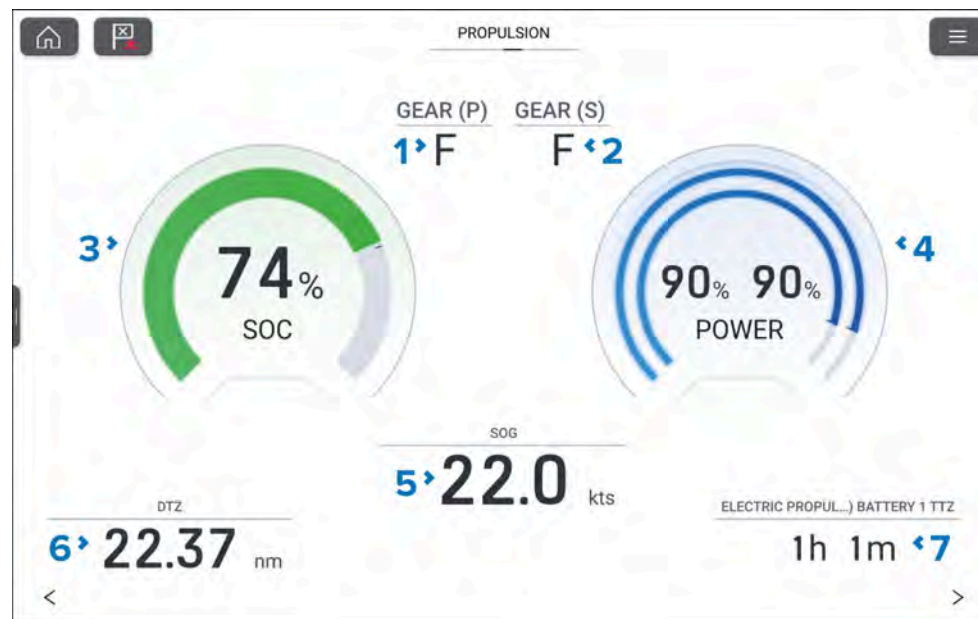 PROPULSION
GEAR (P) GEAR (S)
1 F F 2
3 4
74%
SOC
90% 90%
POWER
SOG
5 22.0 kts
DTZ
6 22.37 nm
ELECTRIC PROPUL...) BATTERY 1 TTZ
1h 1m 7
< >